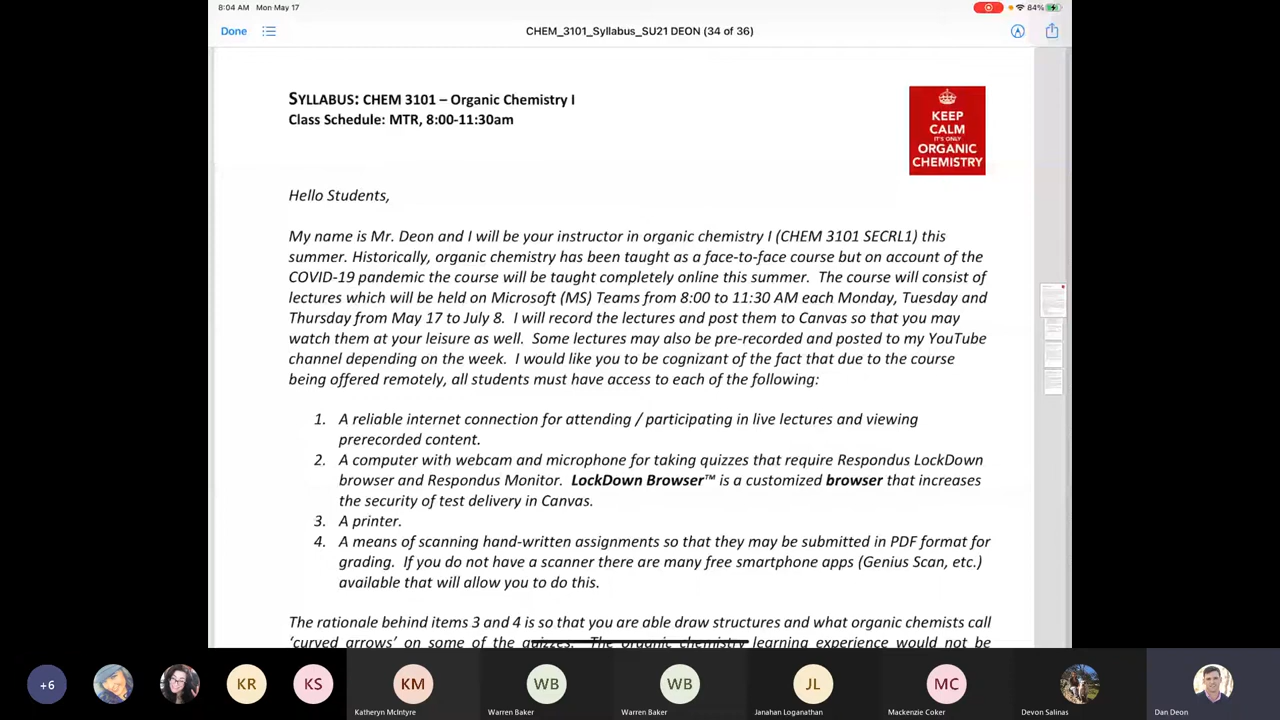 8:04 AM Mon May 17
84%
Done
CHEM_3101_Syllabus_SU21 DEON (34 of 36)
SYLLABUS: CHEM 3101 – Organic Chemistry I
Class Schedule: MTR, 8:00-11:30am
KEEP
CALM
IT'S ONLY
ORGANIC
CHEMISTRY
Hello Students,
My name is Mr. Deon and I will be your instructor in organic chemistry I (CHEM 3101 SECRL1) this
summer. Historically, organic chemistry has been taught as a face-to-face course but on account of the
COVID-19 pandemic the course will be taught completely online this summer. The course will consist of
lectures which will be held on Microsoft (MS) Teams from 8:00 to 11:30 AM each Monday, Tuesday and
Thursday from May 17 to July 8. I will record the lectures and post them to Canvas so that you may
watch them at your leisure as well. Some lectures may also be pre-recorded and posted to my YouTube
channel depending on the week. I would like you to be cognizant of the fact that due to the course
being offered remotely, all students must have access to each of the following:
1. A reliable internet connection for attending / participating in live lectures and viewing
prerecorded content.
2. A computer with webcam and microphone for taking quizzes that require Respondus LockDown
browser and Respondus Monitor. LockDown Browser™ is a customized browser that increases
the security of test delivery in Canvas.
3. A printer.
4. A means of scanning hand-written assignments so that they may be submitted in PDF format for
grading. If you do not have a scanner there are many free smartphone apps (Genius Scan, etc.)
available that will allow you to do this.
The rationale behind items 3 and 4 is so that you are able draw structures and what organic chemists call
‘curved arrows’ on some of the quizzes. The organic chemistry learning experience would not be
+6
KR
KS
KM
WB
WB
JL
MC
Katheryn McIntyre
Warren Baker
Warren Baker
Janahan Loganathan
Mackenzie Coker
Devon Salinas
Dan Deon